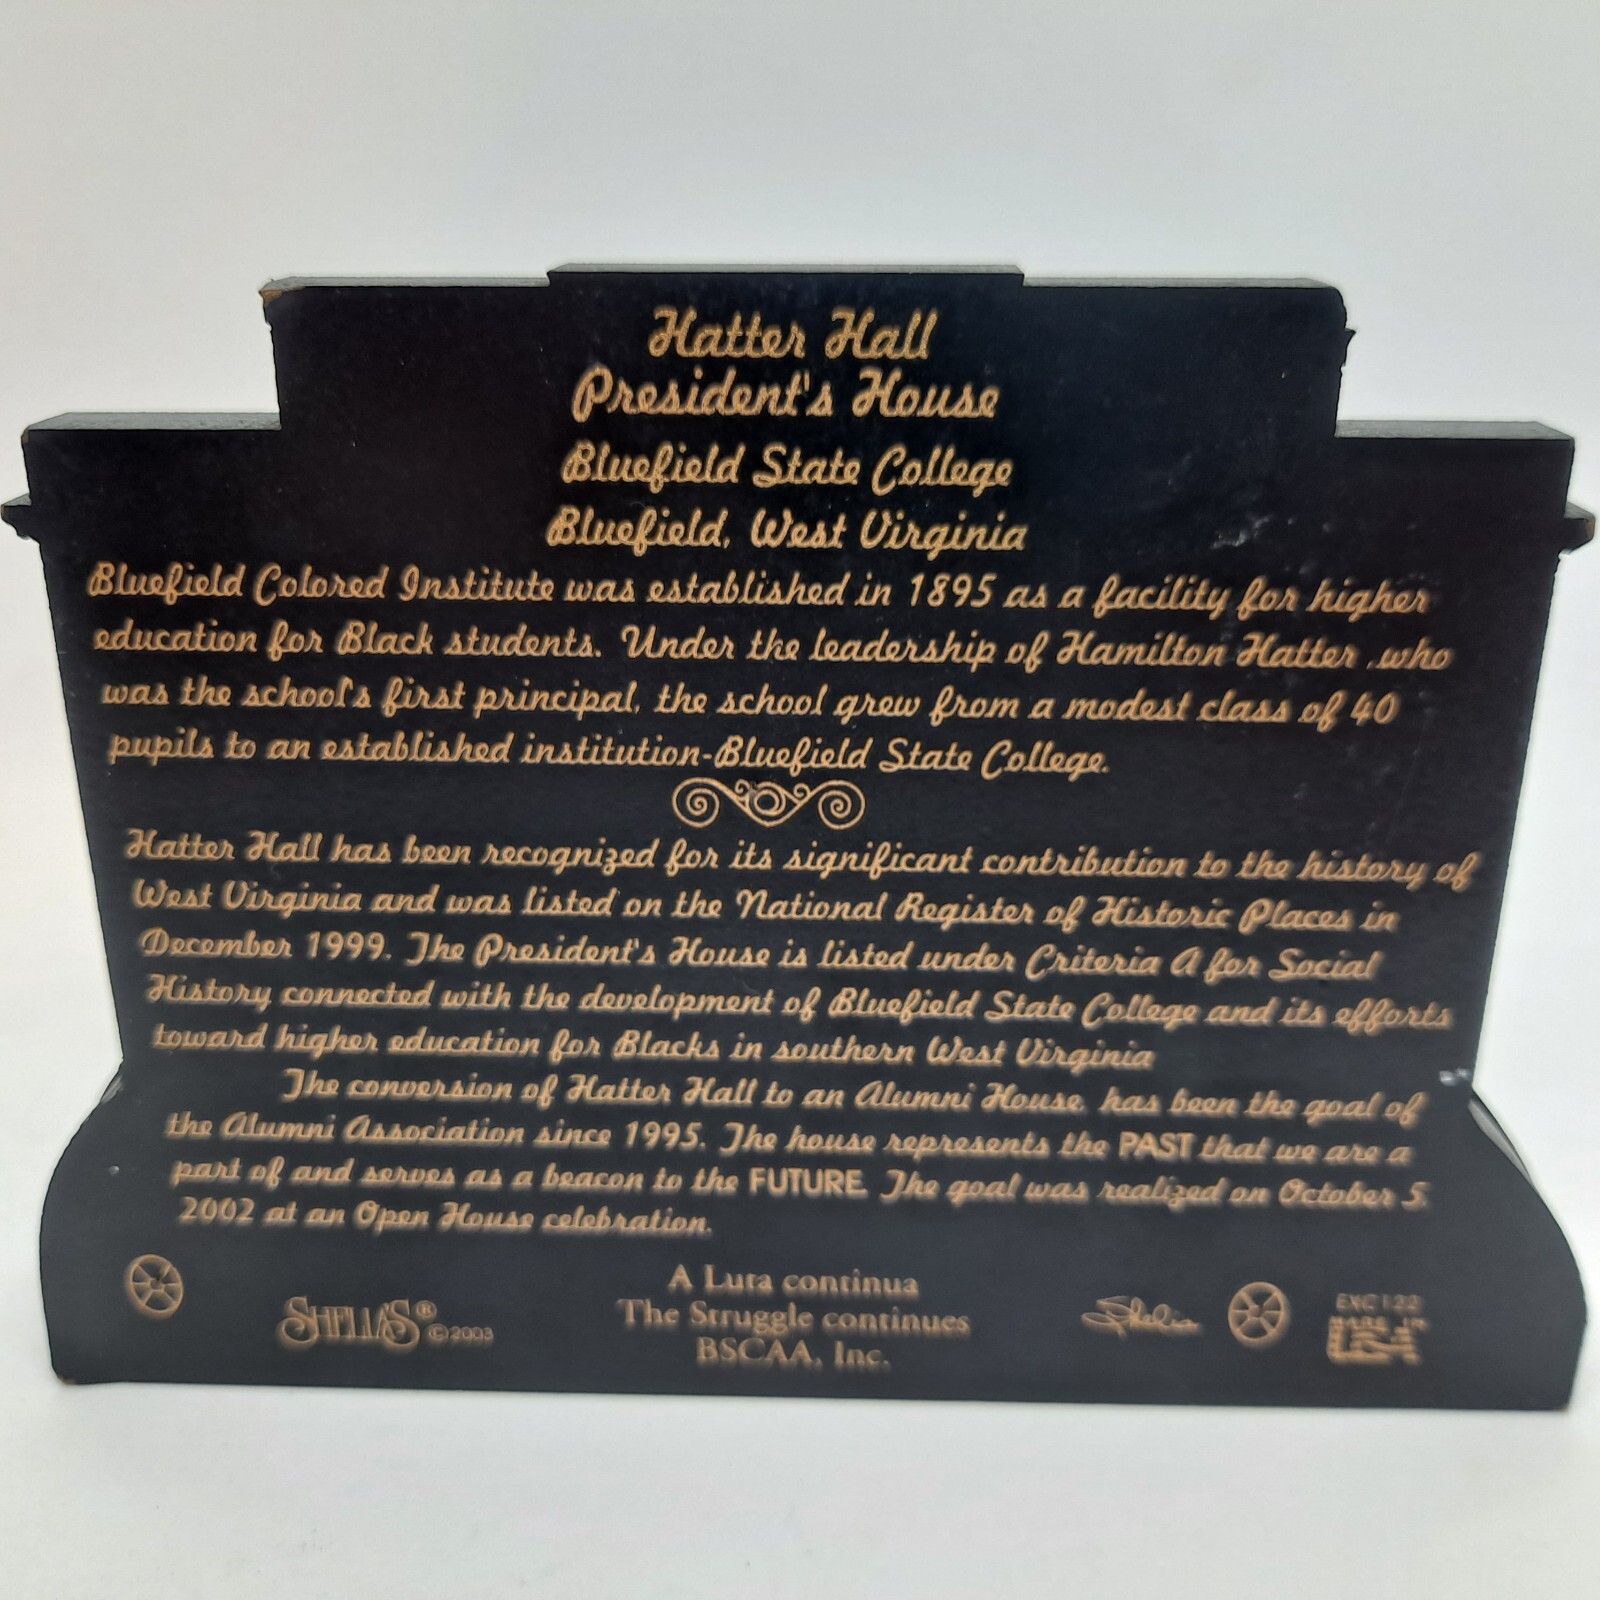 Hatter Hall
President's House
Bluefield State College
Bluefield, West Virginia
Bluefield Colored Institute was established in 1895 as a facility for higher
education for Black students. Under the leadership of Hamilton Hatter ,who
was the school's first principal, the school grew from a modest class of 40
pupils to an established institution-Bluefield State College.
Hatter Hall has been recognized for its significant contribution to the history of
West Virginia and was listed on the National Register of Historic Places in
December 1999. The President's House is listed under Criteria A for Social
History connected with the development of Bluefield State College and its efforts
toward higher education for Blacks in southern West Virginia
The conversion of Hatter Hall to an Alumni House, has been the goal of
the Alumni Association since 1995. The house represents the PAST that we are a
part of and serves as a beacon to the FUTURE. The goal was realized on October 5,
2002 at an Open House celebration.
A Luta continua
SHELIA'S® ©2003
The Struggle continues
Shelia
BSCAA, Inc.
EXC122
MADE IN
USA